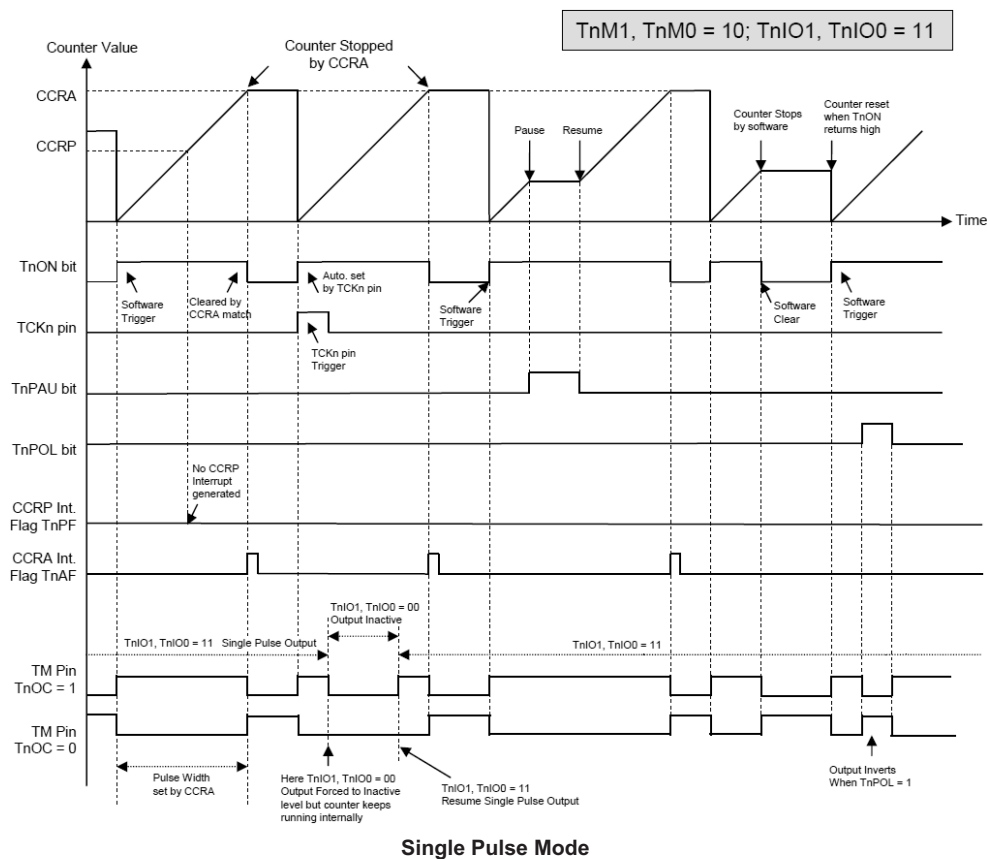 TnM1, TnM0 = 10; TnIO1, TnIO0 = 11
Counter Value
Counter Stopped
by CCRA
CCRA
CCRP
Pause
Resume
Counter Stops
by software
Counter reset
when TnON
returns high
Time
TnON bit
Software
Trigger
Cleared by
CCRA match
Auto. set
by TCKn pin
Software
Trigger
Software
Clear
Software
Trigger
TCKn pin
TCKn pin
Trigger
TnPAU bit
TnPOL bit
No CCRP
Interrupt
generated
CCRP Int.
Flag TnPF
CCRA Int.
Flag TnAF
TnIO1, TnIO0 = 00
Output Inactive
TnIO1, TnIO0 = 11 Single Pulse Output
TnIO1, TnIO0 = 11
TM Pin
TnOC = 1
TM Pin
TnOC = 0
Pulse Width
set by CCRA
Here TnIO1, TnIO0 = 00
Output Forced to Inactive
level but counter keeps
running internally
TnIO1, TnIO0 = 11
Resume Single Pulse Output
Output Inverts
When TnPOL = 1
Single Pulse Mode